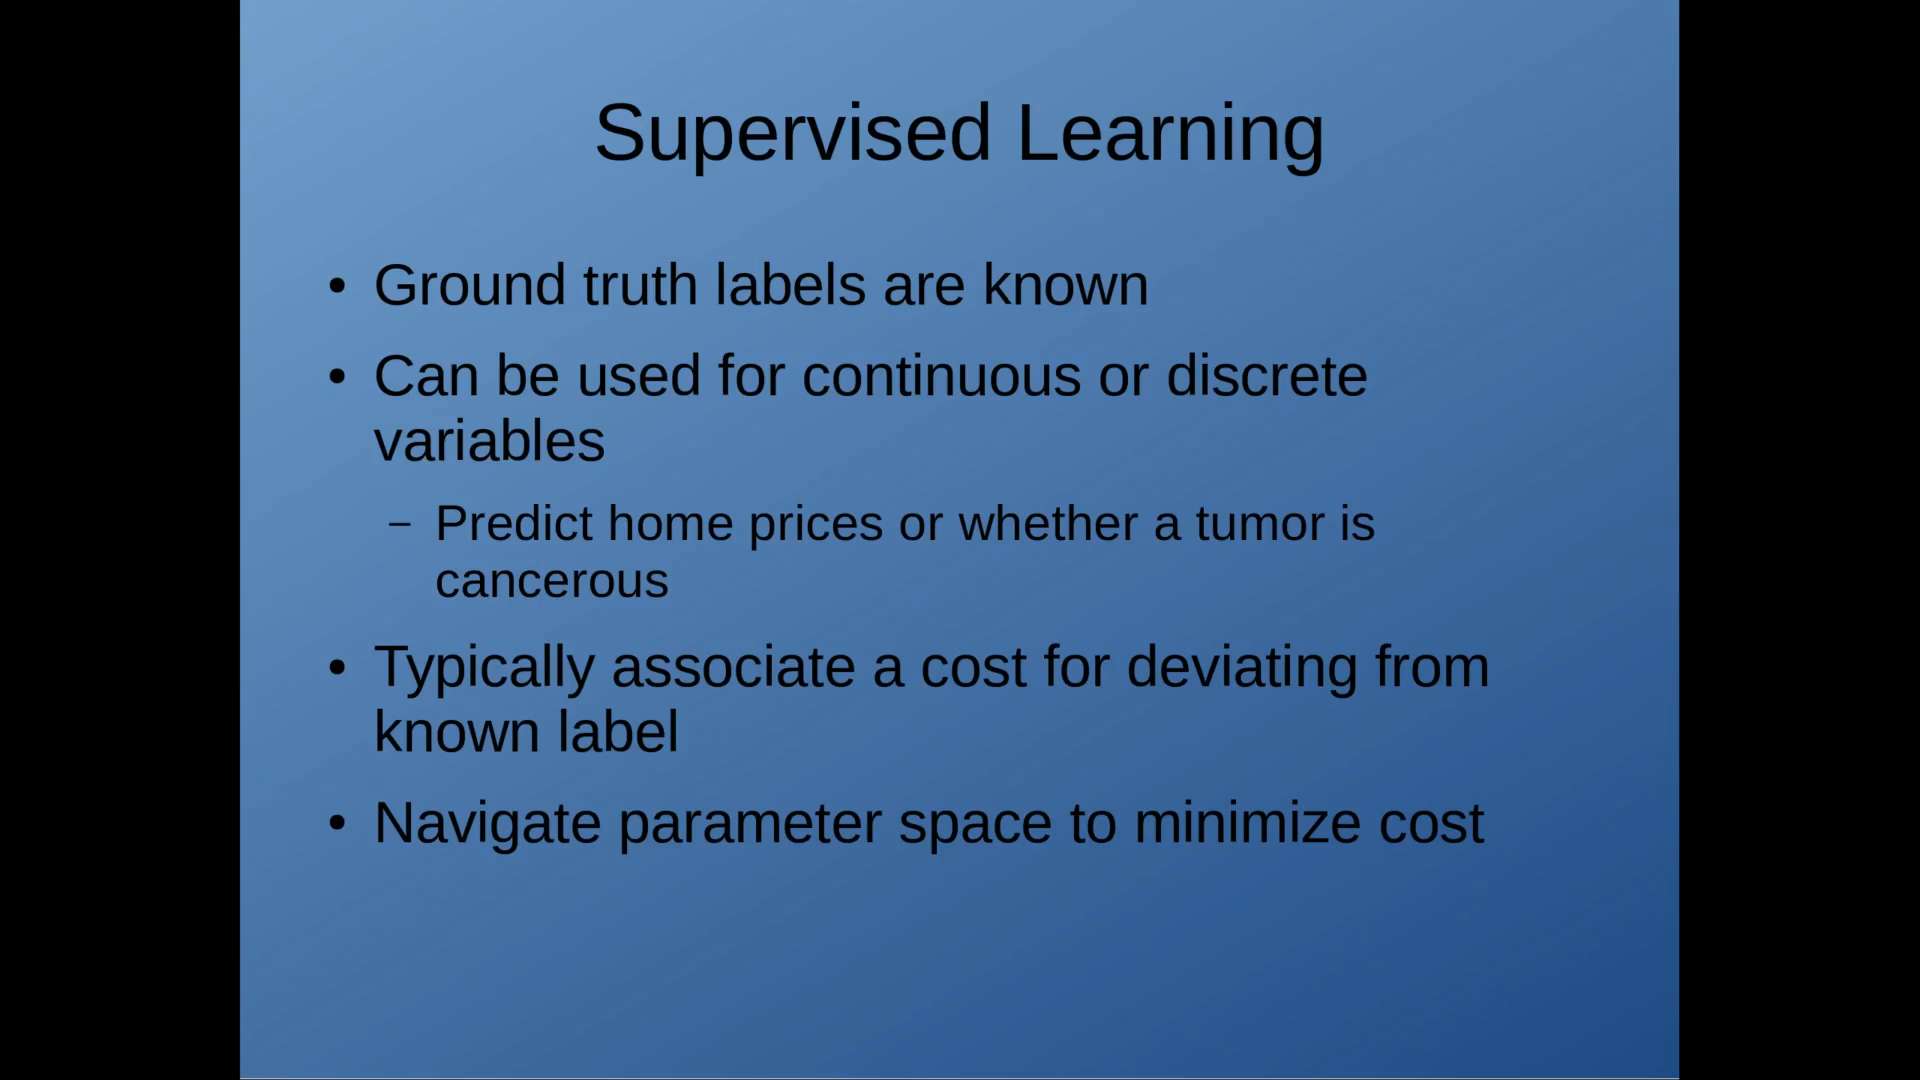 Supervised Learning
• Ground truth labels are known
• Can be used for continuous or discrete
variables
– Predict home prices or whether a tumor is
cancerous
• Typically associate a cost for deviating from
known label
• Navigate parameter space to minimize cost